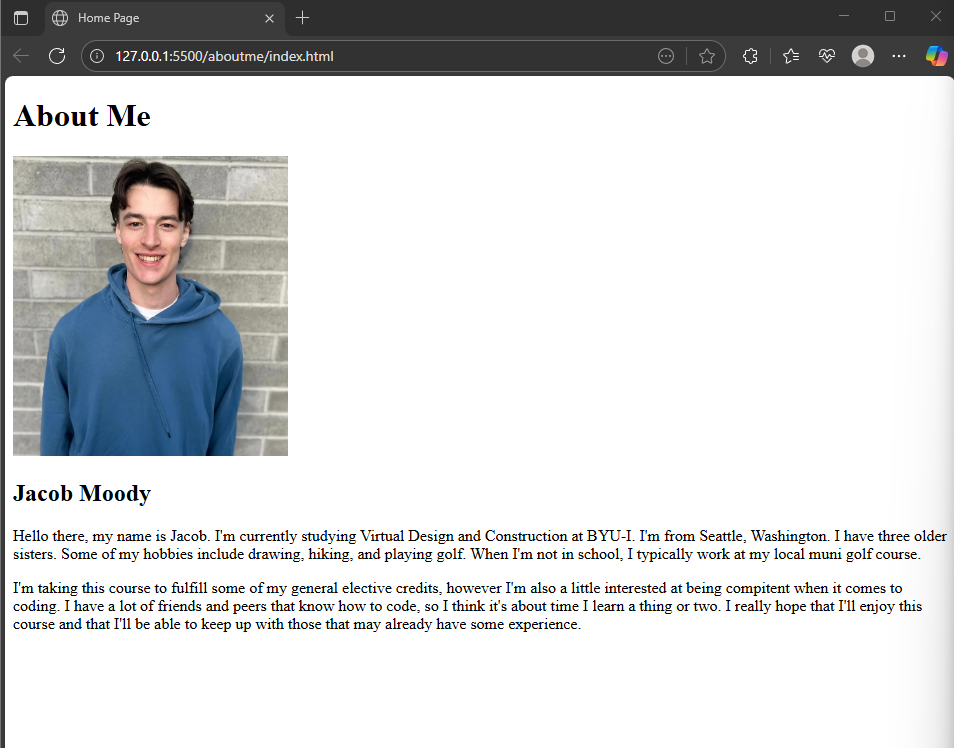 Home Page
127.0.0.1:5500/aboutme/index.html
About Me
Jacob Moody
Hello there, my name is Jacob. I'm currently studying Virtual Design and Construction at BYU-I. I'm from Seattle, Washington. I have three older
sisters. Some of my hobbies include drawing, hiking, and playing golf. When I'm not in school, I typically work at my local muni golf course.
I'm taking this course to fulfill some of my general elective credits, however I'm also a little interested at being compitent when it comes to
coding. I have a lot of friends and peers that know how to code, so I think it's about time I learn a thing or two. I really hope that I'll enjoy this
course and that I'll be able to keep up with those that may already have some experience.